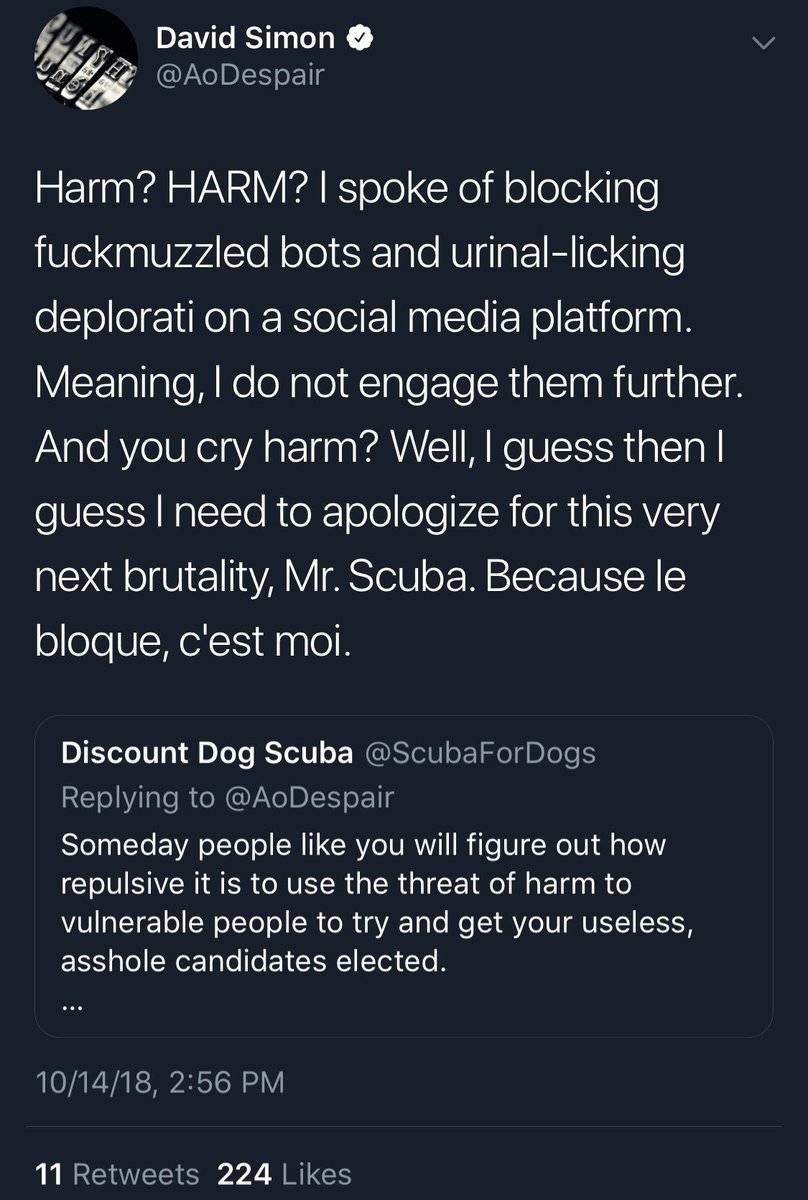 David Simon
@AoDespair
Harm? HARM? I spoke of blocking
fuckmuzzled bots and urinal-licking
deplorati on a social media platform.
Meaning, I do not engage them further.
And you cry harm? Well, I guess then I
guess I need to apologize for this very
next brutality, Mr. Scuba. Because le
bloque, c'est moi.
Discount Dog Scuba @ScubaForDogs
Replying to @AoDespair
Someday people like you will figure out how
repulsive it is to use the threat of harm to
vulnerable people to try and get your useless,
asshole candidates elected.
...
10/14/18, 2:56 PM
11 Retweets 224 Likes